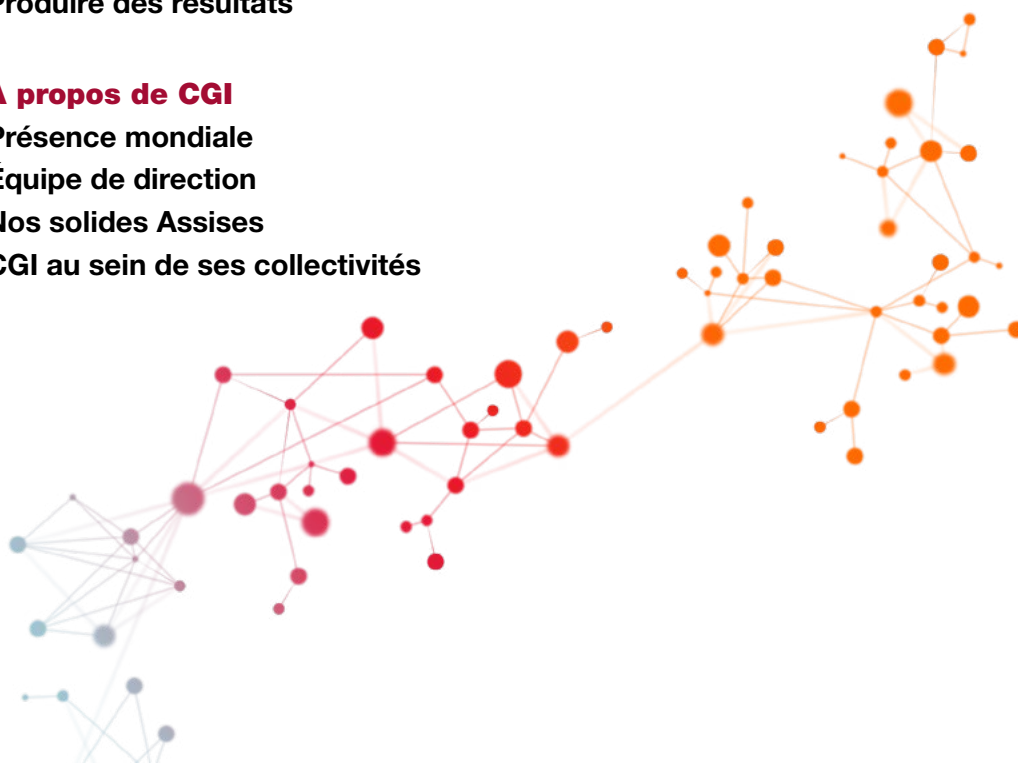 Produire des résultats
À propos de CGI
Présence mondiale
Équipe de direction
Nos solides Assises
CGI au sein de ses collectivités